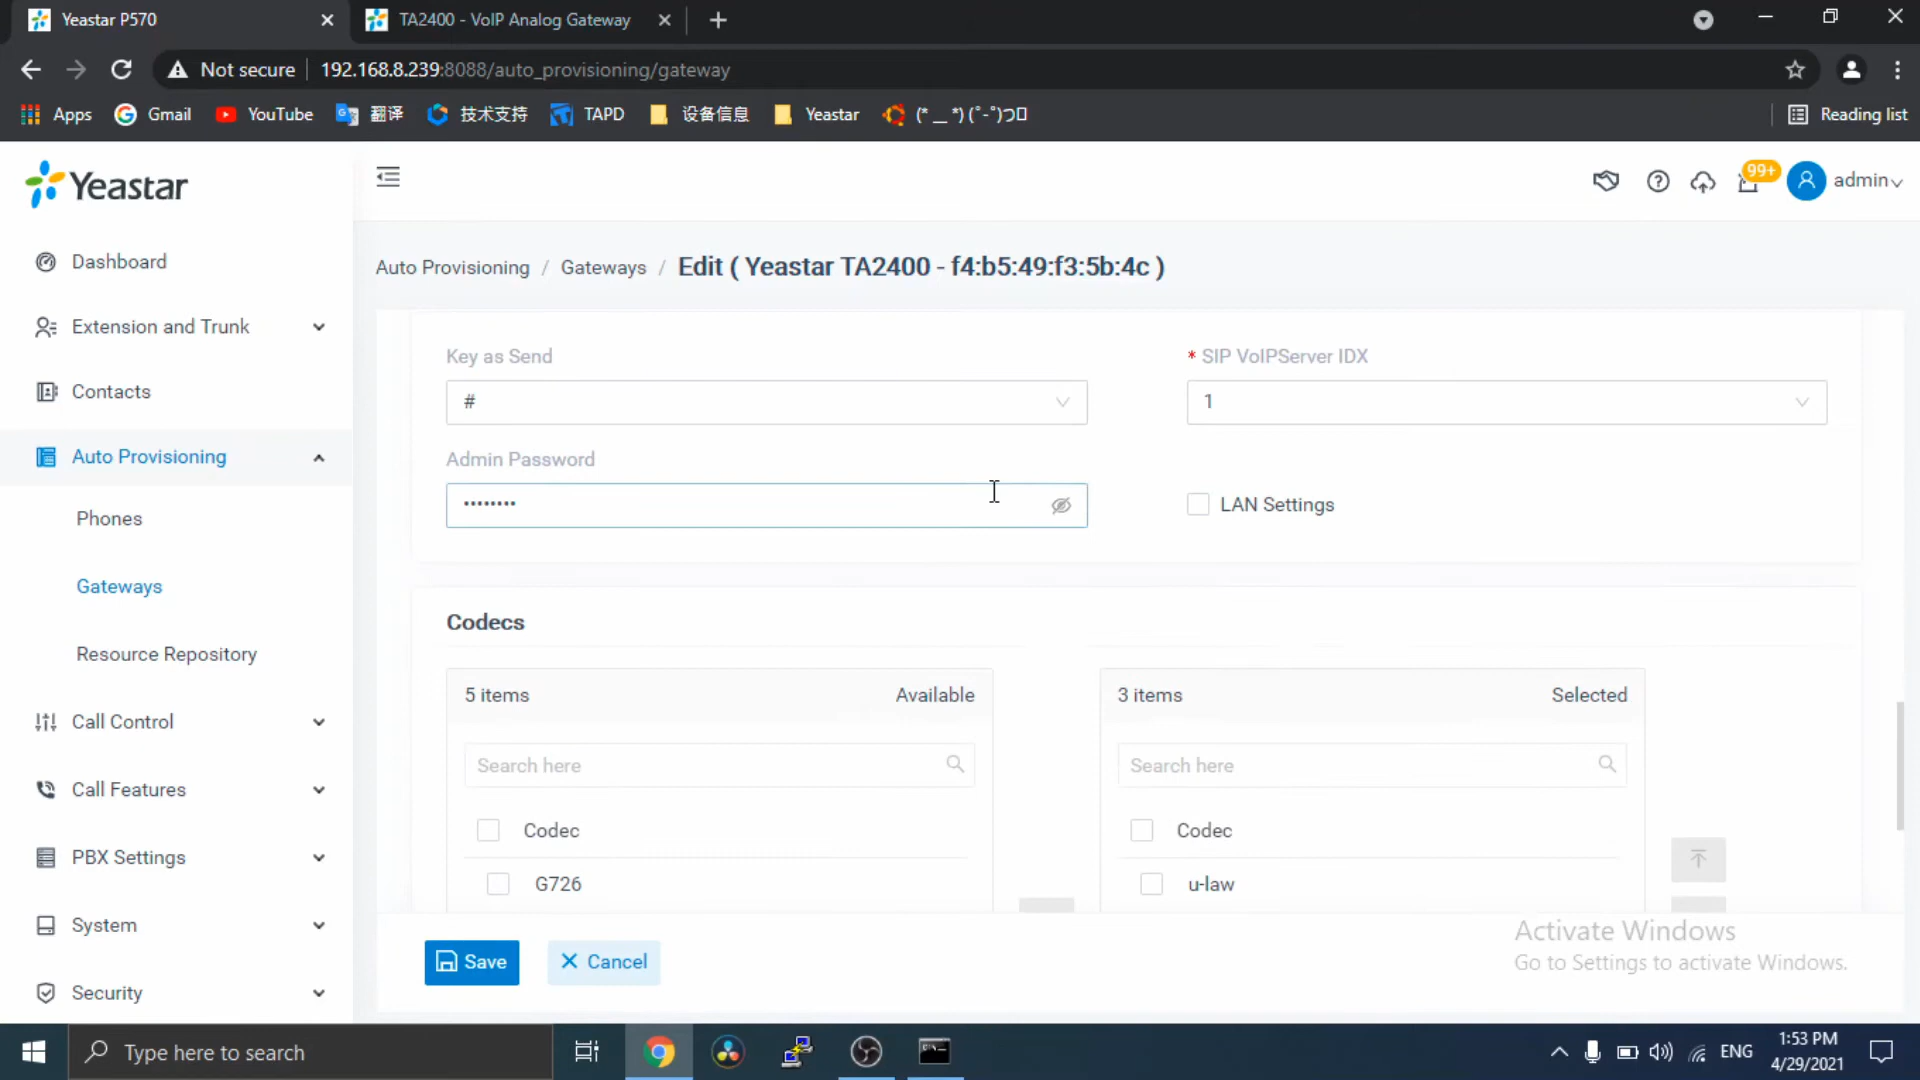 Yeastar P570
TA2400 - VoIP Analog Gateway
Not secure
192.168.8.239:8088/auto_provisioning/gateway
Apps
Gmail
YouTube
翻译
技术支持
TAPD
设备信息
Yeastar
Reading list
Yeastar
99+
admin
Dashboard
Extension and Trunk
Contacts
Auto Provisioning
Phones
Gateways
Resource Repository
Call Control
Call Features
PBX Settings
System
Security
Auto Provisioning / Gateways / Edit ( Yeastar TA2400 - f4:b5:49:f3:5b:4c )
Key as Send
#
* SIP VoIPServer IDX
1
Admin Password
••••••••
LAN Settings
Codecs
5 items Available
Search here
Codec
G726
3 items Selected
Search here
Codec
u-law
Save
Cancel
Activate Windows
Go to Settings to activate Windows.
Type here to search
ENG
1:53 PM
4/29/2021